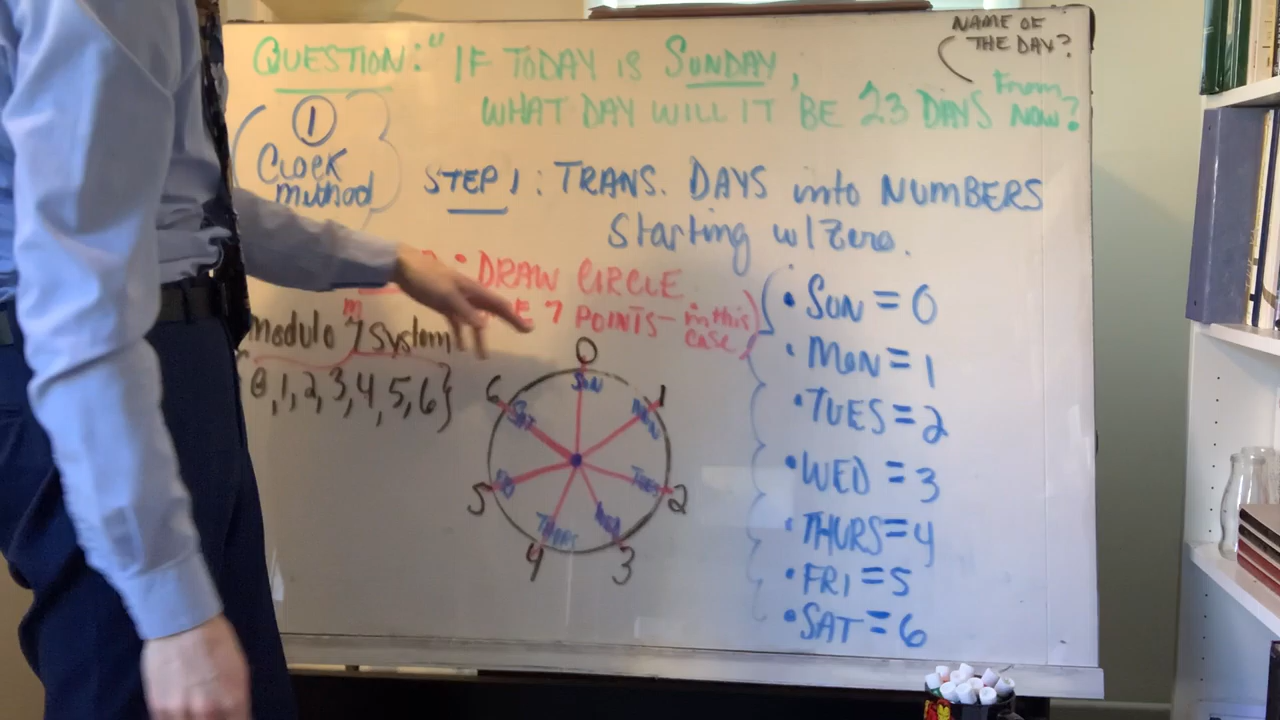 NAME OF
THE DAY?
QUESTION: "IF TODAY IS SUNDAY,
WHAT DAY WILL IT BE 23 DAYS From NOW?
1
Clock
method
STEP 1: TRANS. DAYS into NUMBERS
Starting w/Zero.
: DRAW CIRCLE
7 POINTS- in this
case
m
Modulo 7 System
{0,1,2,3,4,5,6}
0
SUN
1
MON
2
TUES
3
WED
4
THURS
5
FRI
6
SAT
• SUN = 0
• MON = 1
• TUES = 2
• WED = 3
• THURS = 4
• FRI = 5
• SAT = 6